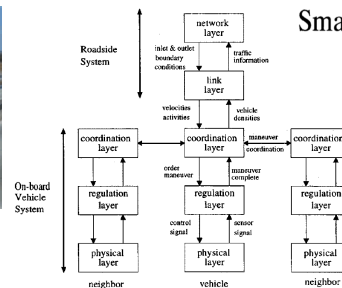 Sma
network
layer
Roadside
System
inlet & outlet
boundary
conditions
traffic
information
link
layer
velocities
activities
vehicle
densities
coordination
layer
coordination
layer
maneuver
coordination
coordination
layer
order
maneuver
maneuver
complete
On-board
Vehicle
System
regulation
layer
regulation
layer
regulation
layer
control
signal
sensor
signal
physical
layer
physical
layer
physical
layer
neighbor
vehicle
neighbor